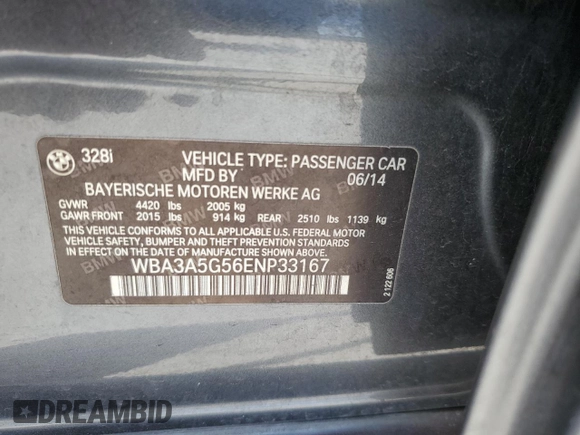 BMW 328i VEHICLE TYPE: PASSENGER CAR
MFD BY 06/14
BAYERISCHE MOTOREN WERKE AG
GVWR 4420 lbs 2005 kg
GAWR FRONT 2015 lbs 914 kg REAR 2510 lbs 1139 kg
THIS VEHICLE CONFORMS TO ALL APPLICABLE U.S. FEDERAL MOTOR
VEHICLE SAFETY, BUMPER AND THEFT PREVENTION STANDARDS IN
EFFECT ON THE DATE OF MANUFACTURE SHOWN ABOVE.
WBA3A5G56ENP33167
2 122 606
DREAMBID